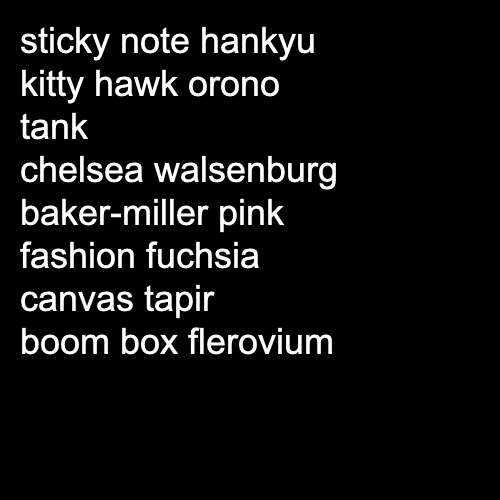 sticky note hankyu
kitty hawk orono
tank
chelsea walsenburg
baker-miller pink
fashion fuchsia
canvas tapir
boom box flerovium